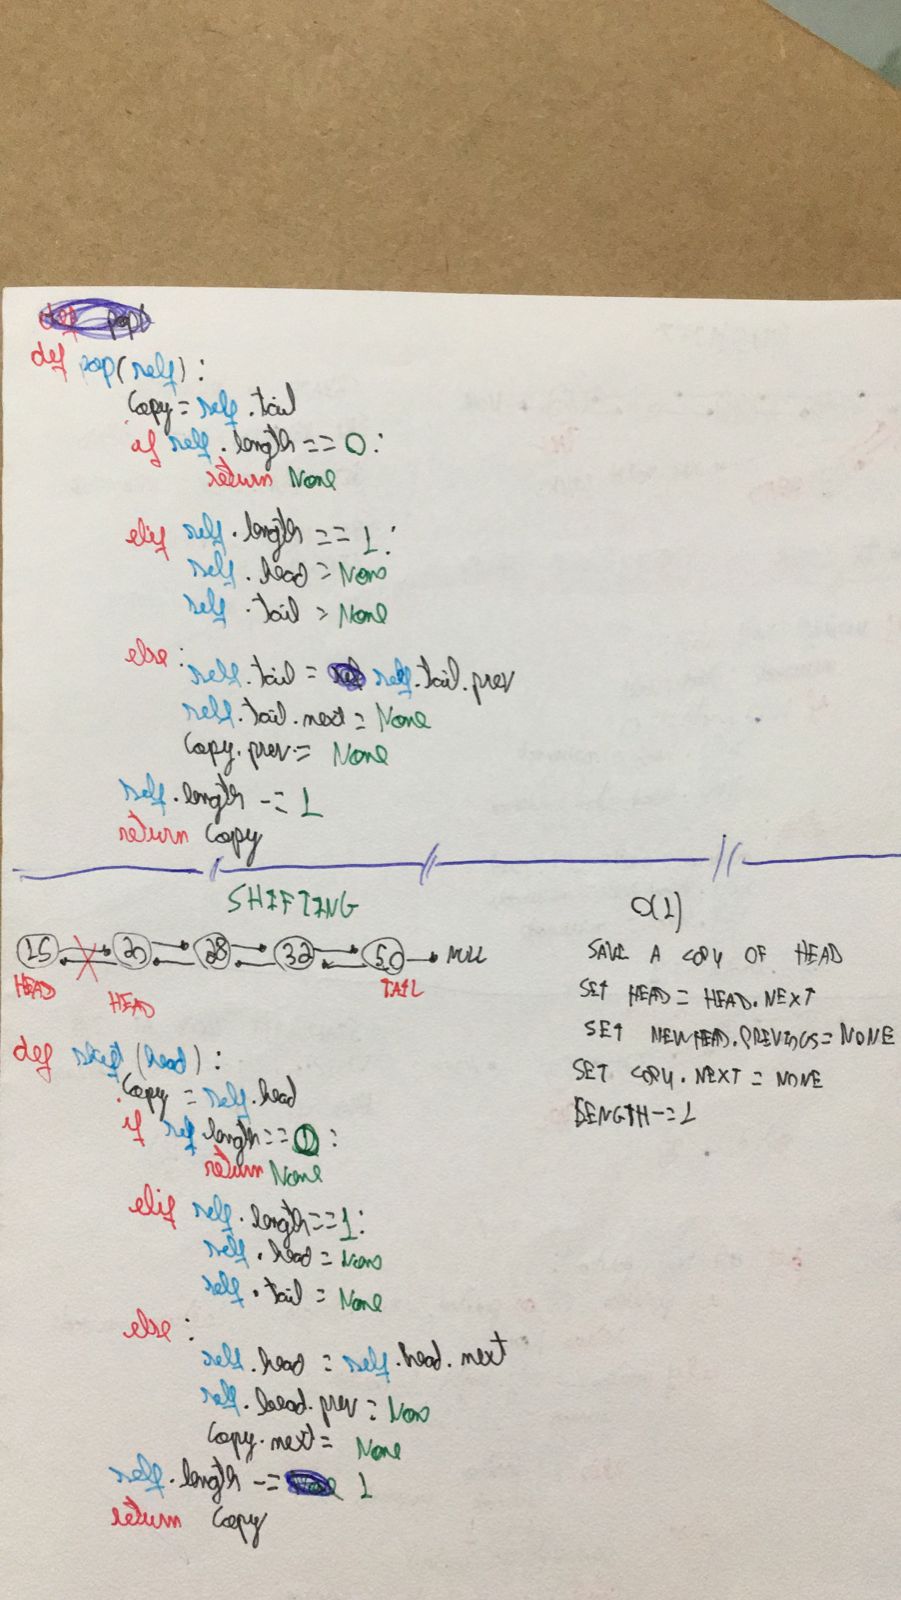 def pop(self):
copy = self.tail
if self.length == 0:
return None
elif self.length == 1:
self.head = None
self.tail = None
else:
self.tail = self.tail.prev
self.tail.next = None
copy.prev = None
self.length -= 1
return copy
SHIFTING
15 20 28 32 50 → NULL
HEAD HEAD TAIL
def shift(head):
copy = self.head
if self.length == 0:
return None
elif self.length == 1:
self.head = None
self.tail = None
else:
self.head = self.head.next
self.head.prev = None
copy.next = None
self.length -= 1
return copy
O(1)
SAVE A COPY OF HEAD
SET HEAD = HEAD.NEXT
SET NEWHEAD.PREVIOUS = NONE
SET COPY.NEXT = NONE
LENGTH -= 1